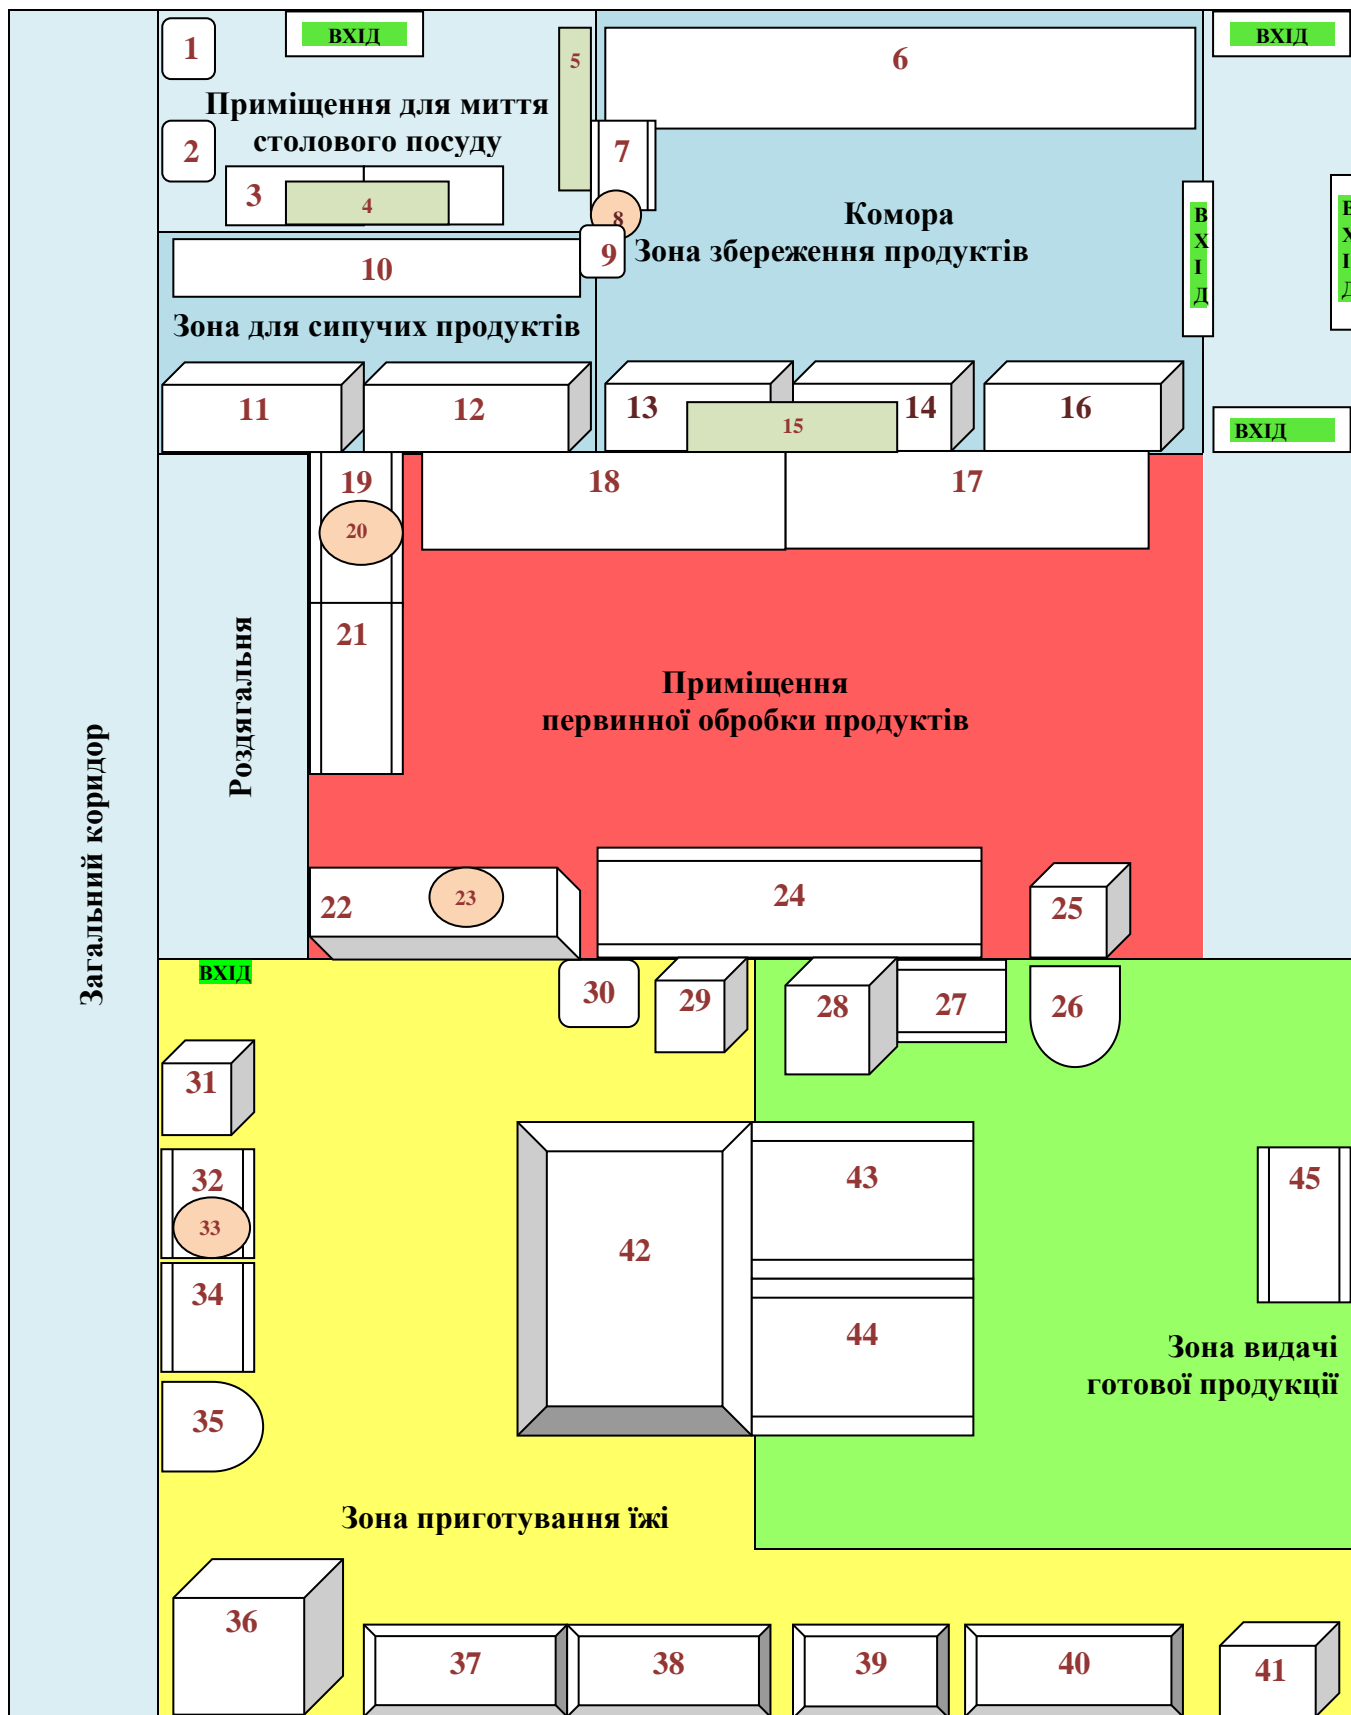 1
ВХІД
5
6
ВХІД
Приміщення для миття
столового посуду
2
7
3
4
8
Комора
Зона збереження продуктів
В
Х
І
Д
В
Х
І
Д
9
10
Зона для сипучих продуктів
11
12
13
14
15
16
ВХІД
19
18
17
20
21
Роздягальня
Приміщення
первинної обробки продуктів
Загальний коридор
22
23
24
25
ВХІД
30
29
28
27
26
31
32
33
34
35
42
43
44
45
Зона видачі
готової продукції
Зона приготування їжі
36
37
38
39
40
41